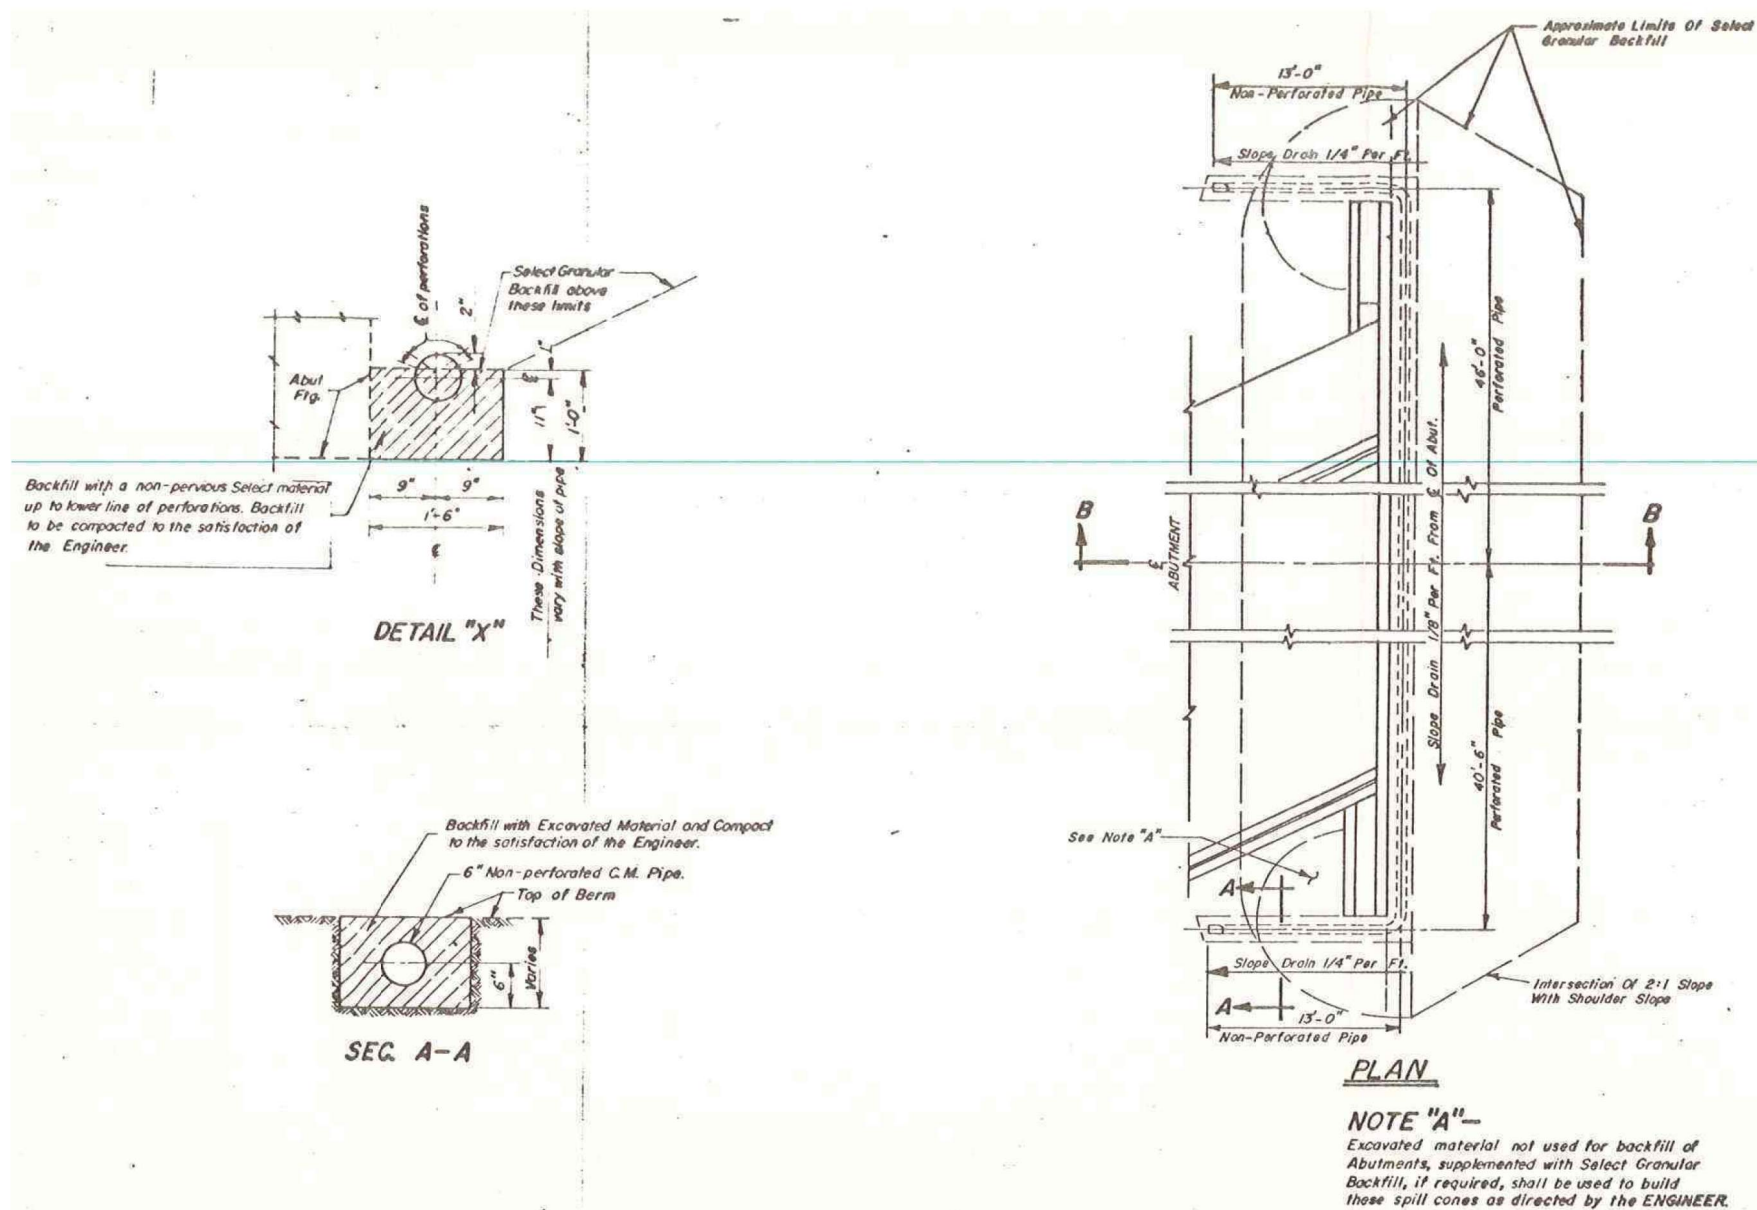 ℄ of perforations
2"
Select Granular
Backfill above
these limits
1"
Abut
Ftg.
11"
1'-0"
Backfill with a non-pervious Select material
up to lower line of perforations. Backfill
to be compacted to the satisfaction of
the Engineer.
9"
9"
1'-6"
℄
These Dimensions
vary with slope of pipe
DETAIL "X"
Backfill with Excavated Material and Compact
to the satisfaction of the Engineer.
6" Non-perforated C.M. Pipe.
Top of Berm
6"
Varies
SEC. A-A
Approximate Limits Of Select
Granular Backfill
13'-0"
Non-Perforated Pipe
Slope Drain 1/4" Per Ft.
46'-0"
Perforated Pipe
Slope Drain 1/8" Per Ft. From ℄ Of Abut.
B
B
℄
ABUTMENT
40'-6"
Perforated Pipe
See Note "A"
A
Slope Drain 1/4" Per Ft.
A
13'-0"
Non-Perforated Pipe
Intersection Of 2:1 Slope
With Shoulder Slope
PLAN
NOTE "A"-
Excavated material not used for backfill of
Abutments, supplemented with Select Granular
Backfill, if required, shall be used to build
these spill cones as directed by the ENGINEER.